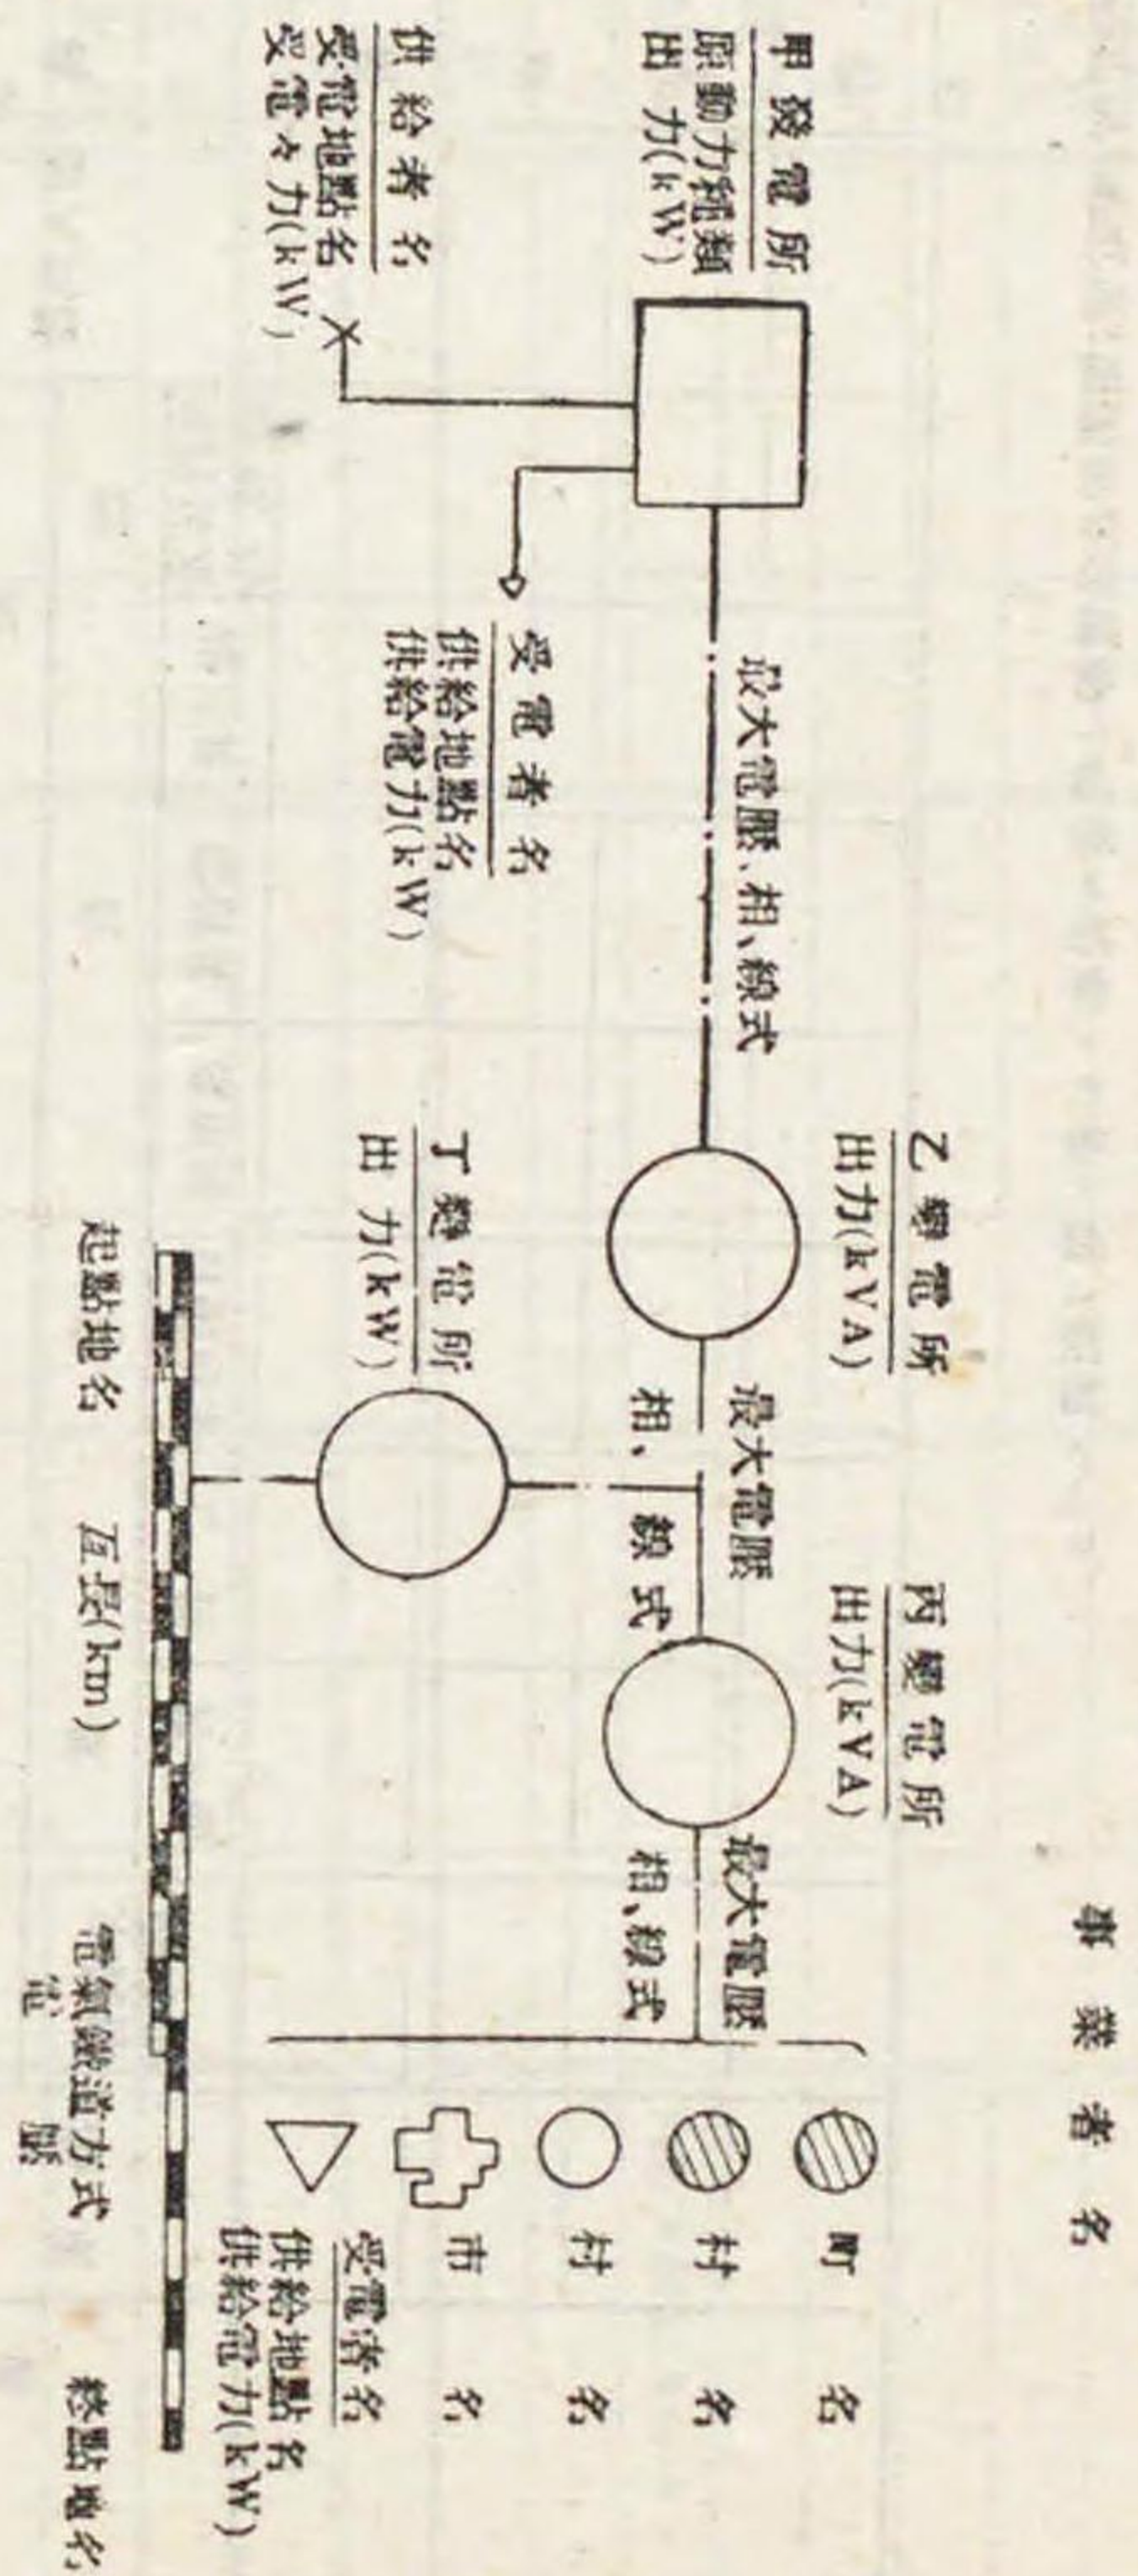 事業者名
甲發電所
原動力種類
出力(kW)
供給者名
受電地點名
受電々力(kW)
受電者名
供給地點名
供給電力(kW)
最大電壓、相、線式
乙變電所
出力(kVA)
最大電壓
相、線式
丁變電所
出力(kW)
丙變電所
出力(kVA)
最大電壓
相、線式
町名
村名
村名
市名
受電者名
供給地點名
供給電力(kW)
起點地名
亙長(km)
電氣鐵道方式
電壓
終點地名